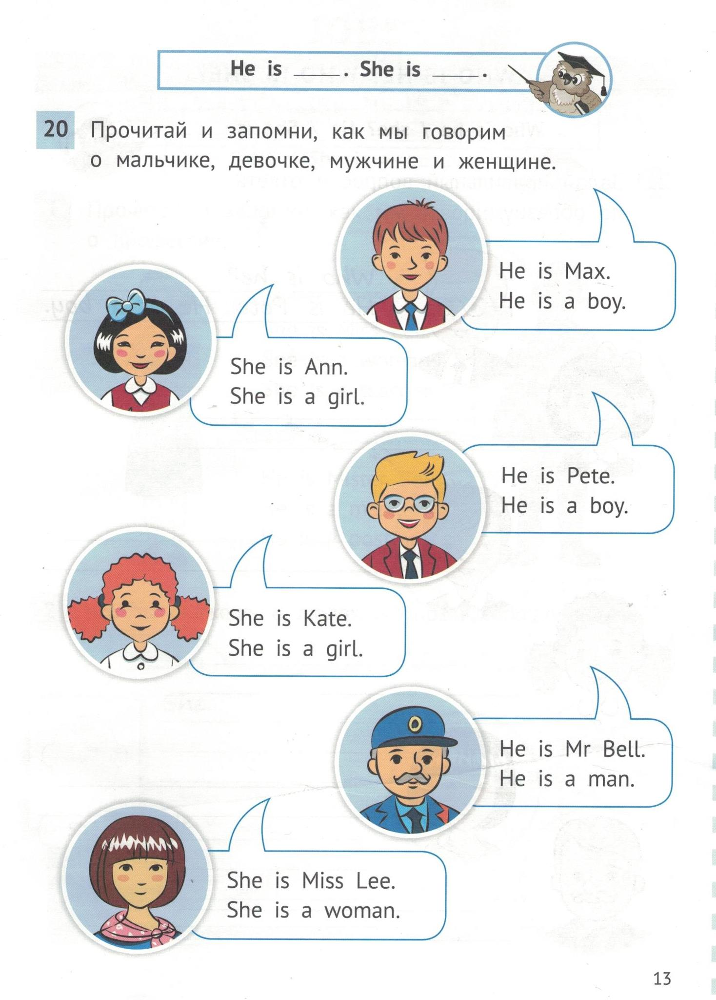 He is ____. She is ____.
20 Прочитай и запомни, как мы говорим
о мальчике, девочке, мужчине и женщине.
He is Max.
He is a boy.
She is Ann.
She is a girl.
He is Pete.
He is a boy.
She is Kate.
She is a girl.
He is Mr Bell.
He is a man.
She is Miss Lee.
She is a woman.
13